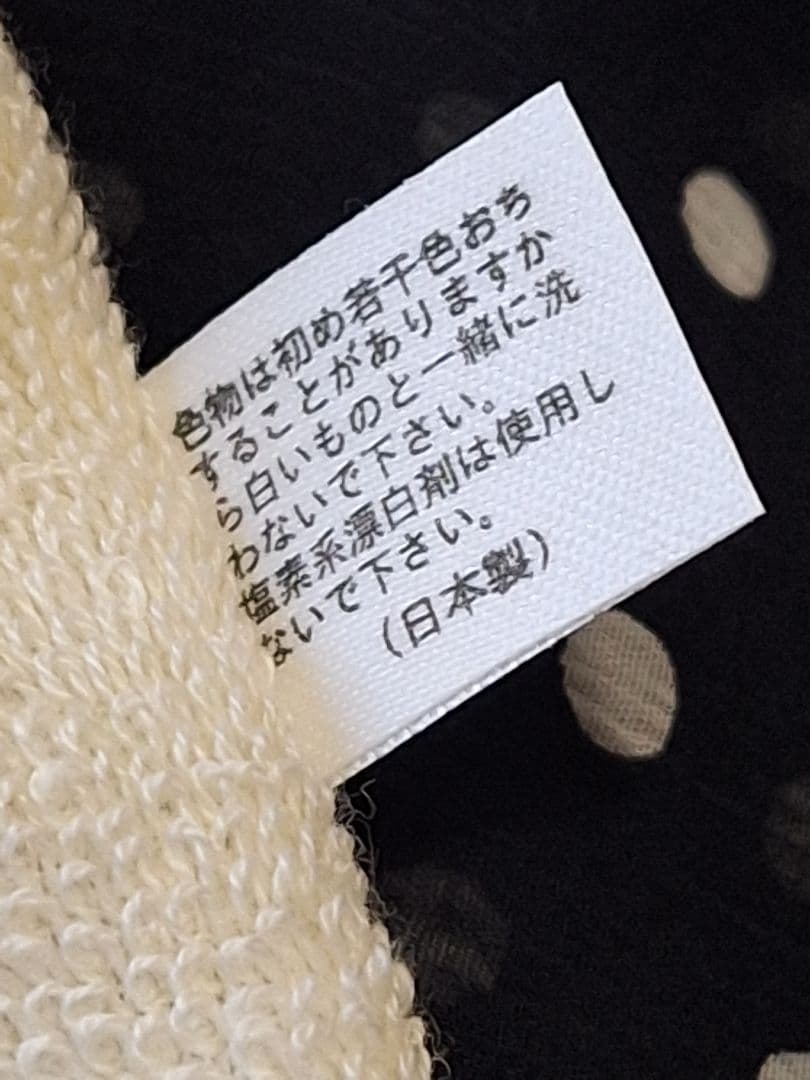 色物は初め若干色おち
することがありますか
ら白いものと一緒に洗
わないで下さい。
塩素系漂白剤は使用し
ないで下さい。
(日本製)